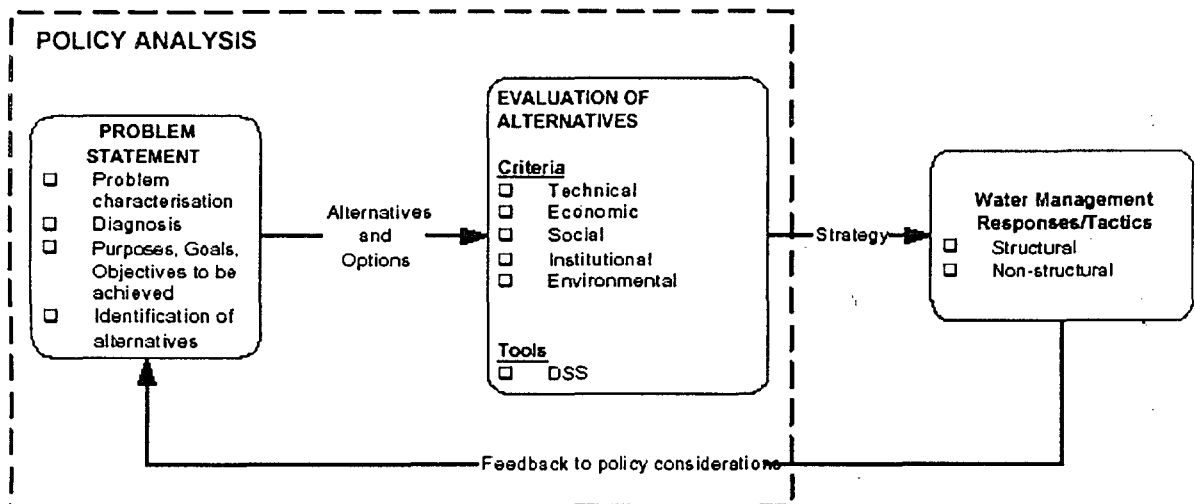 POLICY ANALYSIS
PROBLEM
STATEMENT
❑ Problem
characterisation
❑ Diagnosis
❑ Purposes, Goals,
Objectives to be
achieved
❑ Identification of
alternatives
Alternatives
and
Options
EVALUATION OF
ALTERNATIVES
Criteria
❑ Technical
❑ Economic
❑ Social
❑ Institutional
❑ Environmental
Tools
❑ DSS
Strategy
Water Management
Responses/Tactics
❑ Structural
❑ Non-structural
Feedback to policy considerations